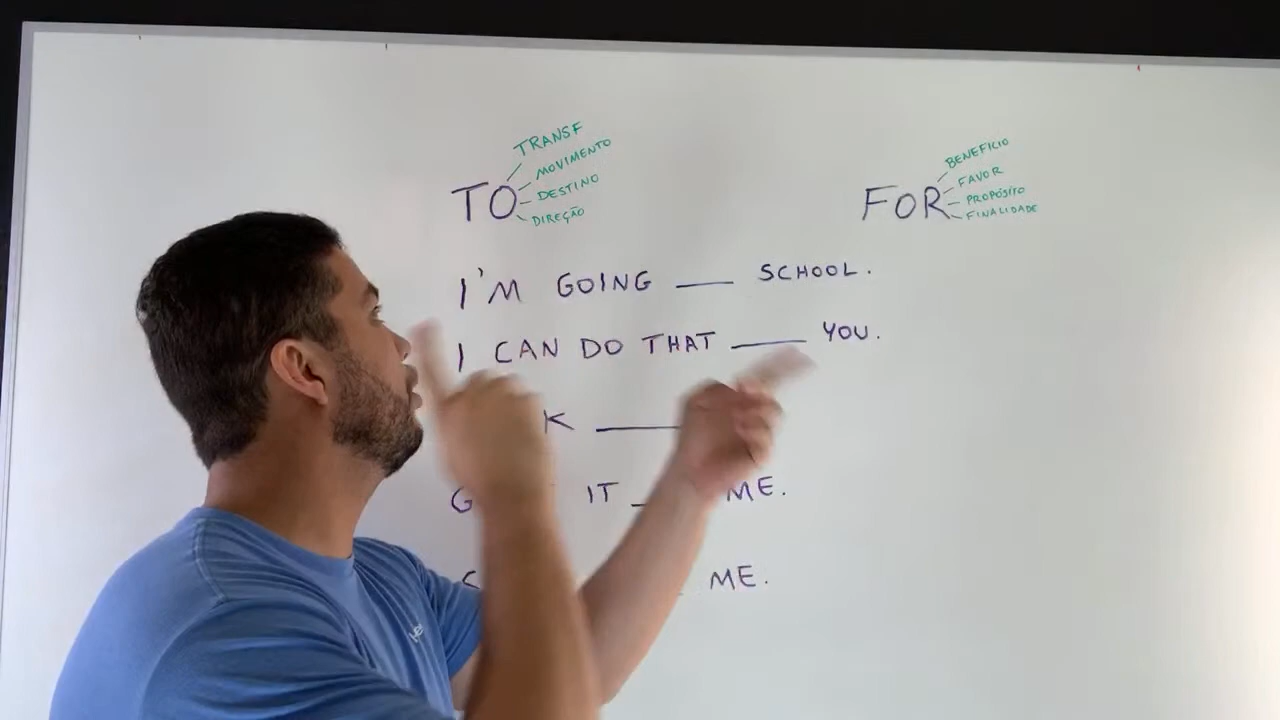 TRANSF
MOVIMENTO
TO
DESTINO
DIREÇÃO
BENEFICIO
FAVOR
FOR
PROPÓSITO
FINALIDADE
I'M GOING ___ SCHOOL.
I CAN DO THAT ___ YOU.
___
IT ___ ME.
ME.